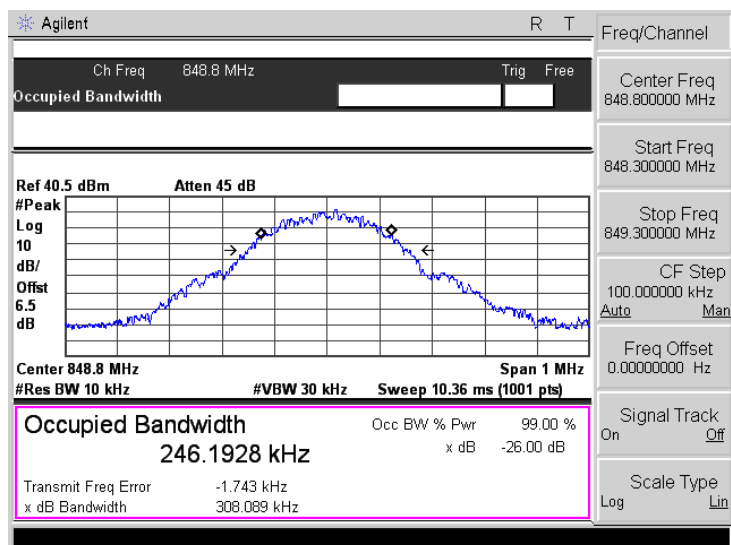 Agilent R T
Ch Freq 848.8 MHz Trig Free
Occupied Bandwidth
Ref 40.5 dBm Atten 45 dB
#Peak
Log
10
dB/
Offst
6.5
dB
Center 848.8 MHz Span 1 MHz
#Res BW 10 kHz #VBW 30 kHz Sweep 10.36 ms (1001 pts)
Occupied Bandwidth Occ BW % Pwr 99.00 %
246.1928 kHz x dB -26.00 dB
Transmit Freq Error -1.743 kHz
x dB Bandwidth 308.089 kHz
Freq/Channel
Center Freq
848.800000 MHz
Start Freq
848.300000 MHz
Stop Freq
849.300000 MHz
CF Step
100.000000 kHz
Auto Man
Freq Offset
0.00000000 Hz
Signal Track
On Off
Scale Type
Log Lin